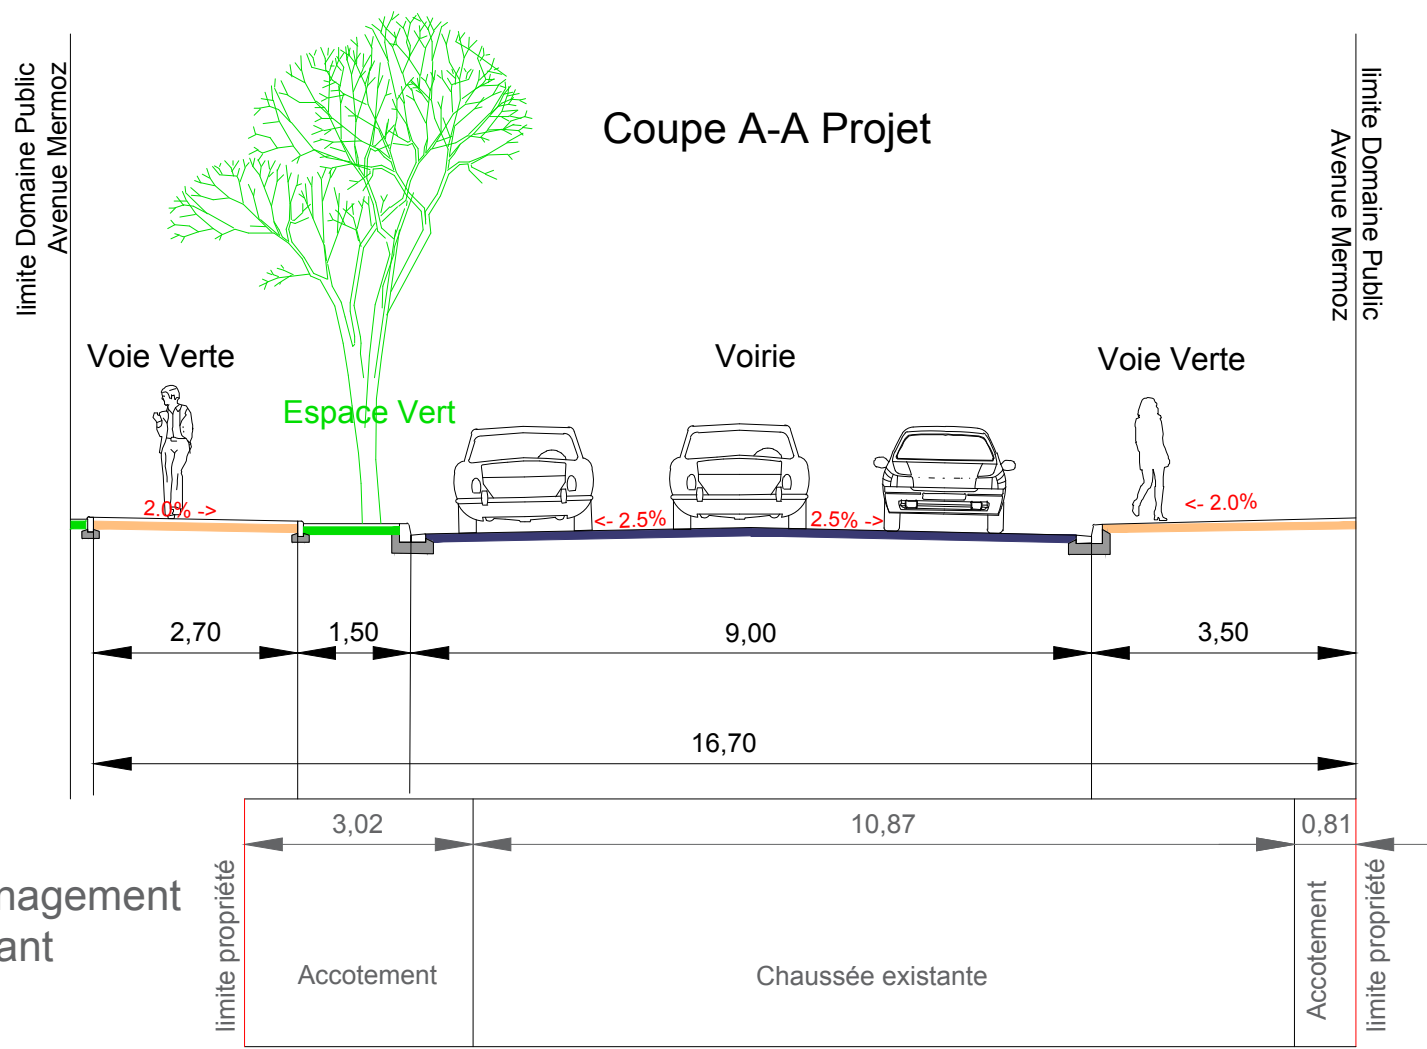 limite Domaine Public
Avenue Mermoz
Coupe A-A Projet
limite Domaine Public
Avenue Mermoz
Voie Verte
Voirie
Voie Verte
Espace Vert
2.0% ->
<- 2.5%
2.5% ->
<- 2.0%
2,70
1,50
9,00
3,50
16,70
3,02
10,87
0,81
nagement
ant
limite propriété
Accotement
Chaussée existante
Accotement
limite propriété